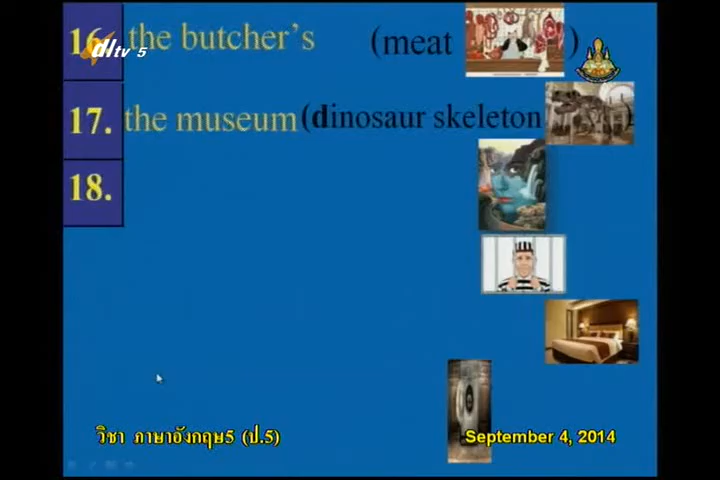 16. the butcher's (meat )
dltv 5
17. the museum (dinosaur skeleton )
18.
วิชา ภาษาอังกฤษ5 (ป.5)
September 4, 2014